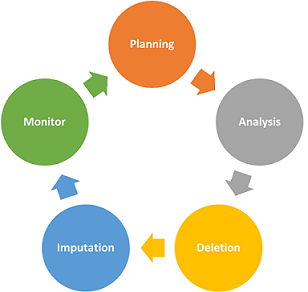 Planning
Analysis
Deletion
Imputation
Monitor